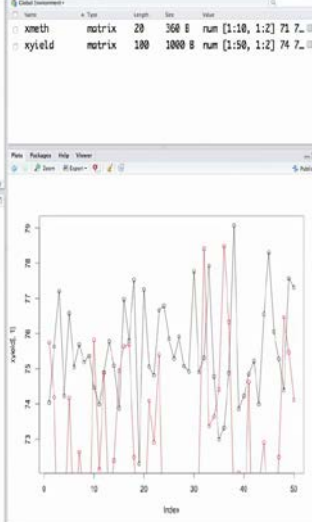 Global Environment
Name Type Length Size Value
xmeth matrix 20 360 B num [1:10, 1:2] 71 7…
xyield matrix 100 1000 B num [1:50, 1:2] 74 7…
Plots Packages Help Viewer
Zoom Export
79
78
77
76
75
74
73
xyield[, 1]
0 10 20 30 40 50
Index